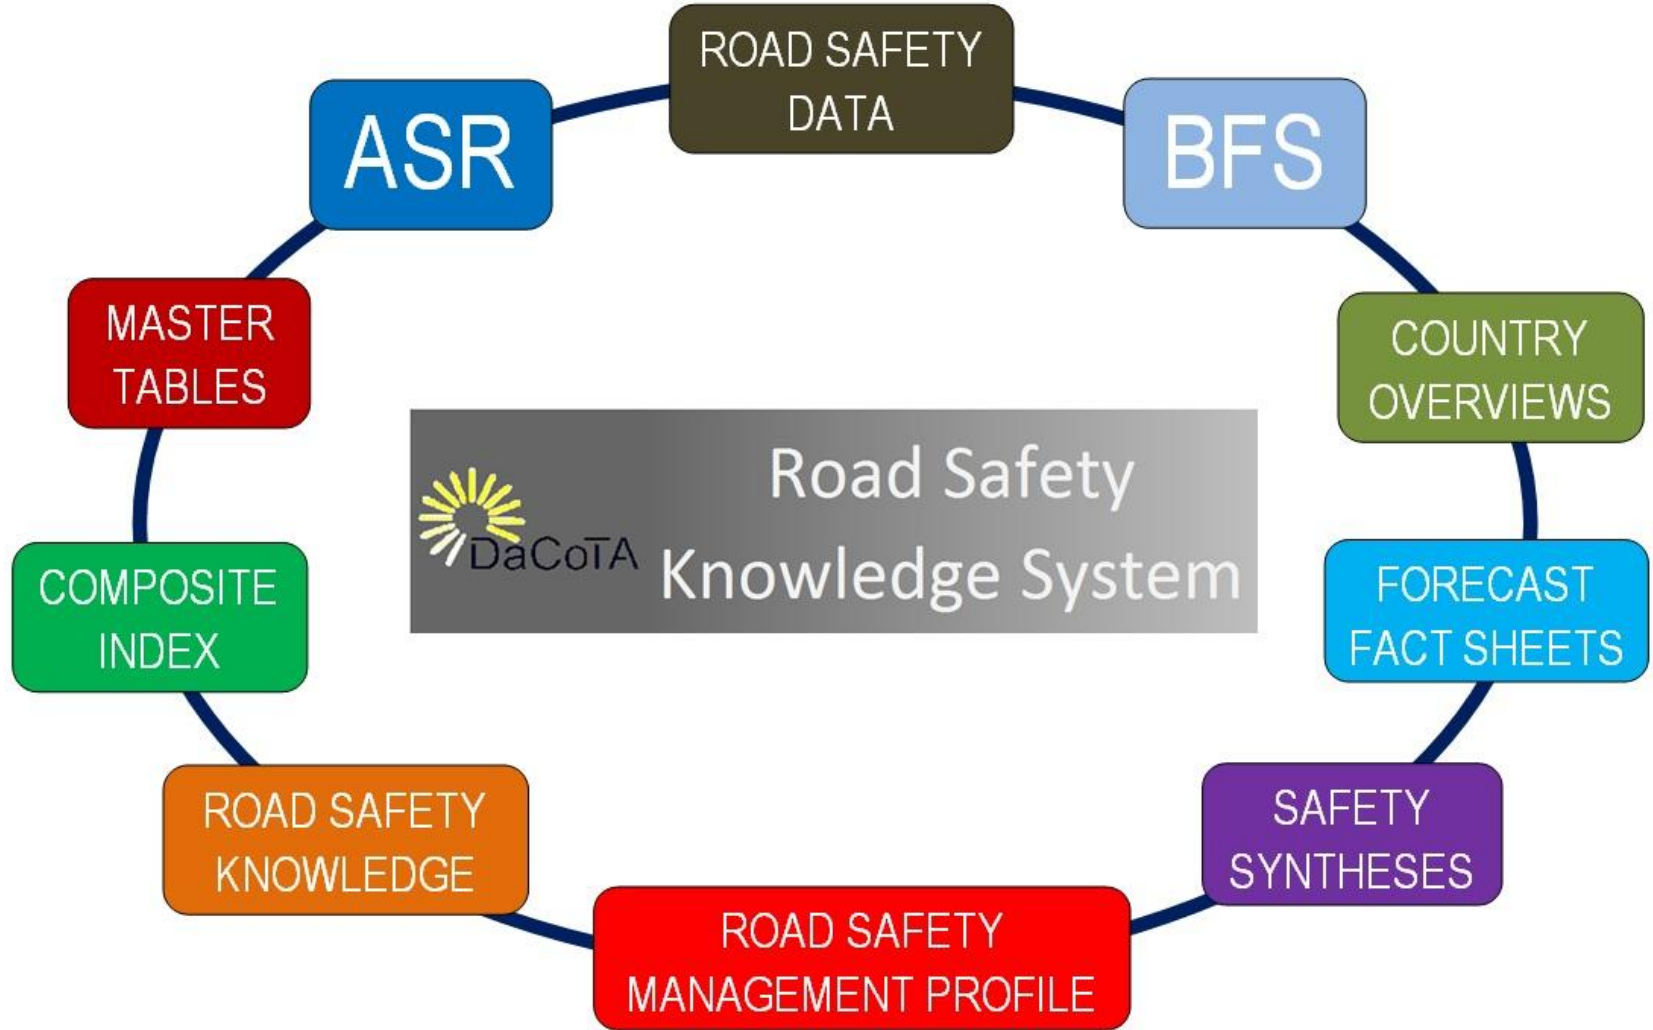 ROAD SAFETY
DATA
ASR
BFS
MASTER
TABLES
COUNTRY
OVERVIEWS
Road Safety
Knowledge System
DaCoTA
COMPOSITE
INDEX
FORECAST
FACT SHEETS
ROAD SAFETY
KNOWLEDGE
SAFETY
SYNTHESES
ROAD SAFETY
MANAGEMENT PROFILE